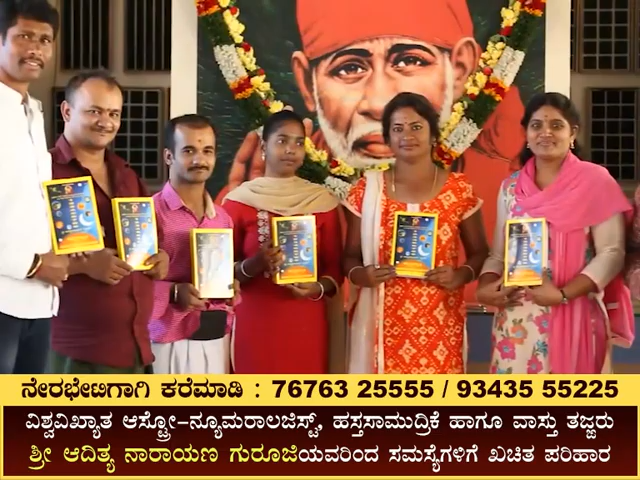 ನೇರಭೇಟಿಗಾಗಿ ಕರೆಮಾಡಿ : 76763 25555 / 93435 55225
ವಿಶ್ವವಿಖ್ಯಾತ ಆಸ್ಟ್ರೋ-ನ್ಯೂಮರಾಲಜಿಸ್ಟ್, ಹಸ್ತಸಾಮುದ್ರಿಕೆ ಹಾಗೂ ವಾಸ್ತು ತಜ್ಞರು
ಶ್ರೀ ಆದಿತ್ಯ ನಾರಾಯಣ ಗುರೂಜಿಯವರಿಂದ ಸಮಸ್ಯೆಗಳಿಗೆ ಖಚಿತ ಪರಿಹಾರ